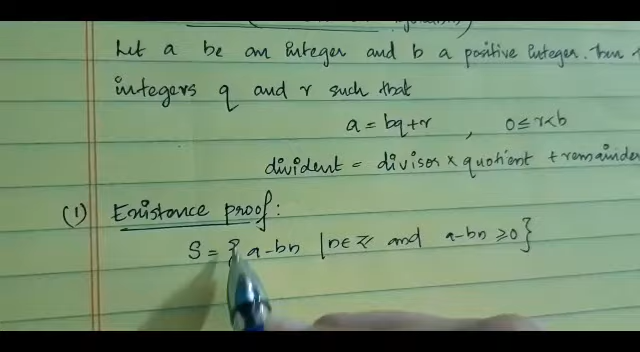 Let a be an integer and b a positive integer. Then
integers q and r such that
a = bq+r , 0≤r<b
divident = divisor × quotient + remainder
(1) Existance proof:
S = { a-bn | n∈ℤ and a-bn ≥0 }